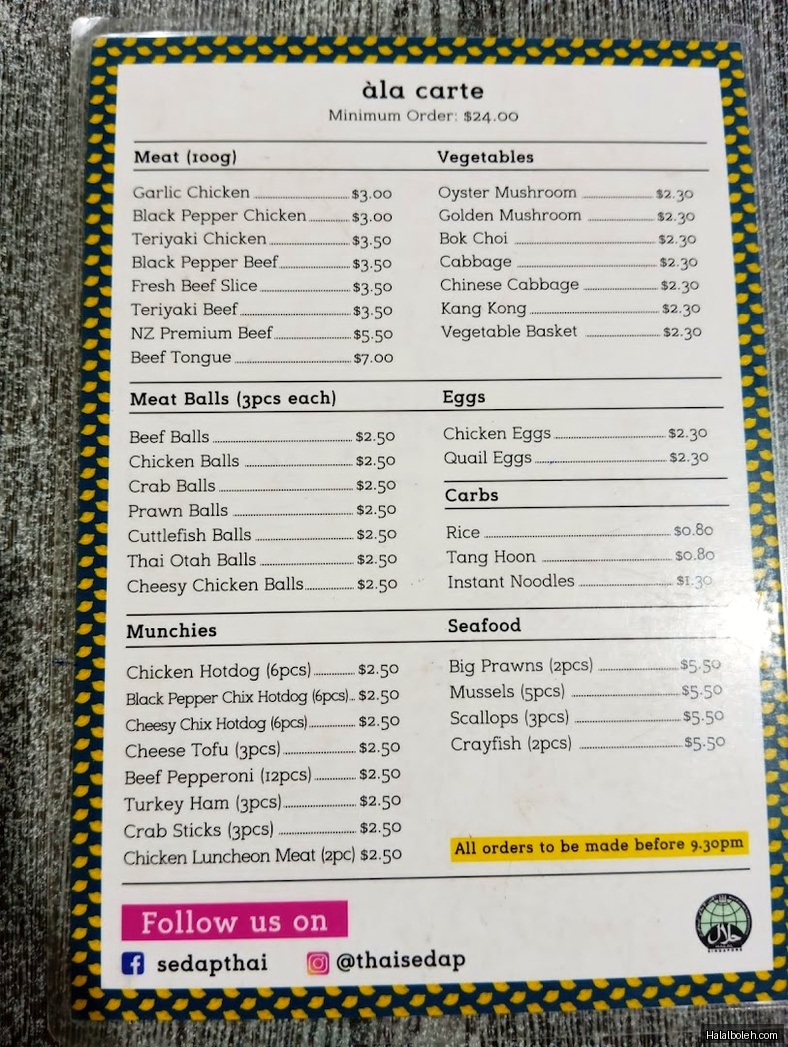 àla carte
Minimum Order: $24.00
Meat (100g)
Garlic Chicken $3.00
Black Pepper Chicken $3.00
Teriyaki Chicken $3.50
Black Pepper Beef $3.50
Fresh Beef Slice $3.50
Teriyaki Beef $3.50
NZ Premium Beef $5.50
Beef Tongue $7.00
Vegetables
Oyster Mushroom $2.30
Golden Mushroom $2.30
Bok Choi $2.30
Cabbage $2.30
Chinese Cabbage $2.30
Kang Kong $2.30
Vegetable Basket $2.30
Meat Balls (3pcs each)
Beef Balls $2.50
Chicken Balls $2.50
Crab Balls $2.50
Prawn Balls $2.50
Cuttlefish Balls $2.50
Thai Otah Balls $2.50
Cheesy Chicken Balls $2.50
Eggs
Chicken Eggs $2.30
Quail Eggs $2.30
Carbs
Rice $0.80
Tang Hoon $0.80
Instant Noodles $1.30
Munchies
Chicken Hotdog (6pcs) $2.50
Black Pepper Chix Hotdog (6pcs) $2.50
Cheesy Chix Hotdog (6pcs) $2.50
Cheese Tofu (3pcs) $2.50
Beef Pepperoni (12pcs) $2.50
Turkey Ham (3pcs) $2.50
Crab Sticks (3pcs) $2.50
Chicken Luncheon Meat (2pc) $2.50
Seafood
Big Prawns (2pcs) $5.50
Mussels (5pcs) $5.50
Scallops (3pcs) $5.50
Crayfish (2pcs) $5.50
All orders to be made before 9.30pm
Follow us on
sedapthai @thaisedap
حلال
SINGAPORE
Halalboleh.com